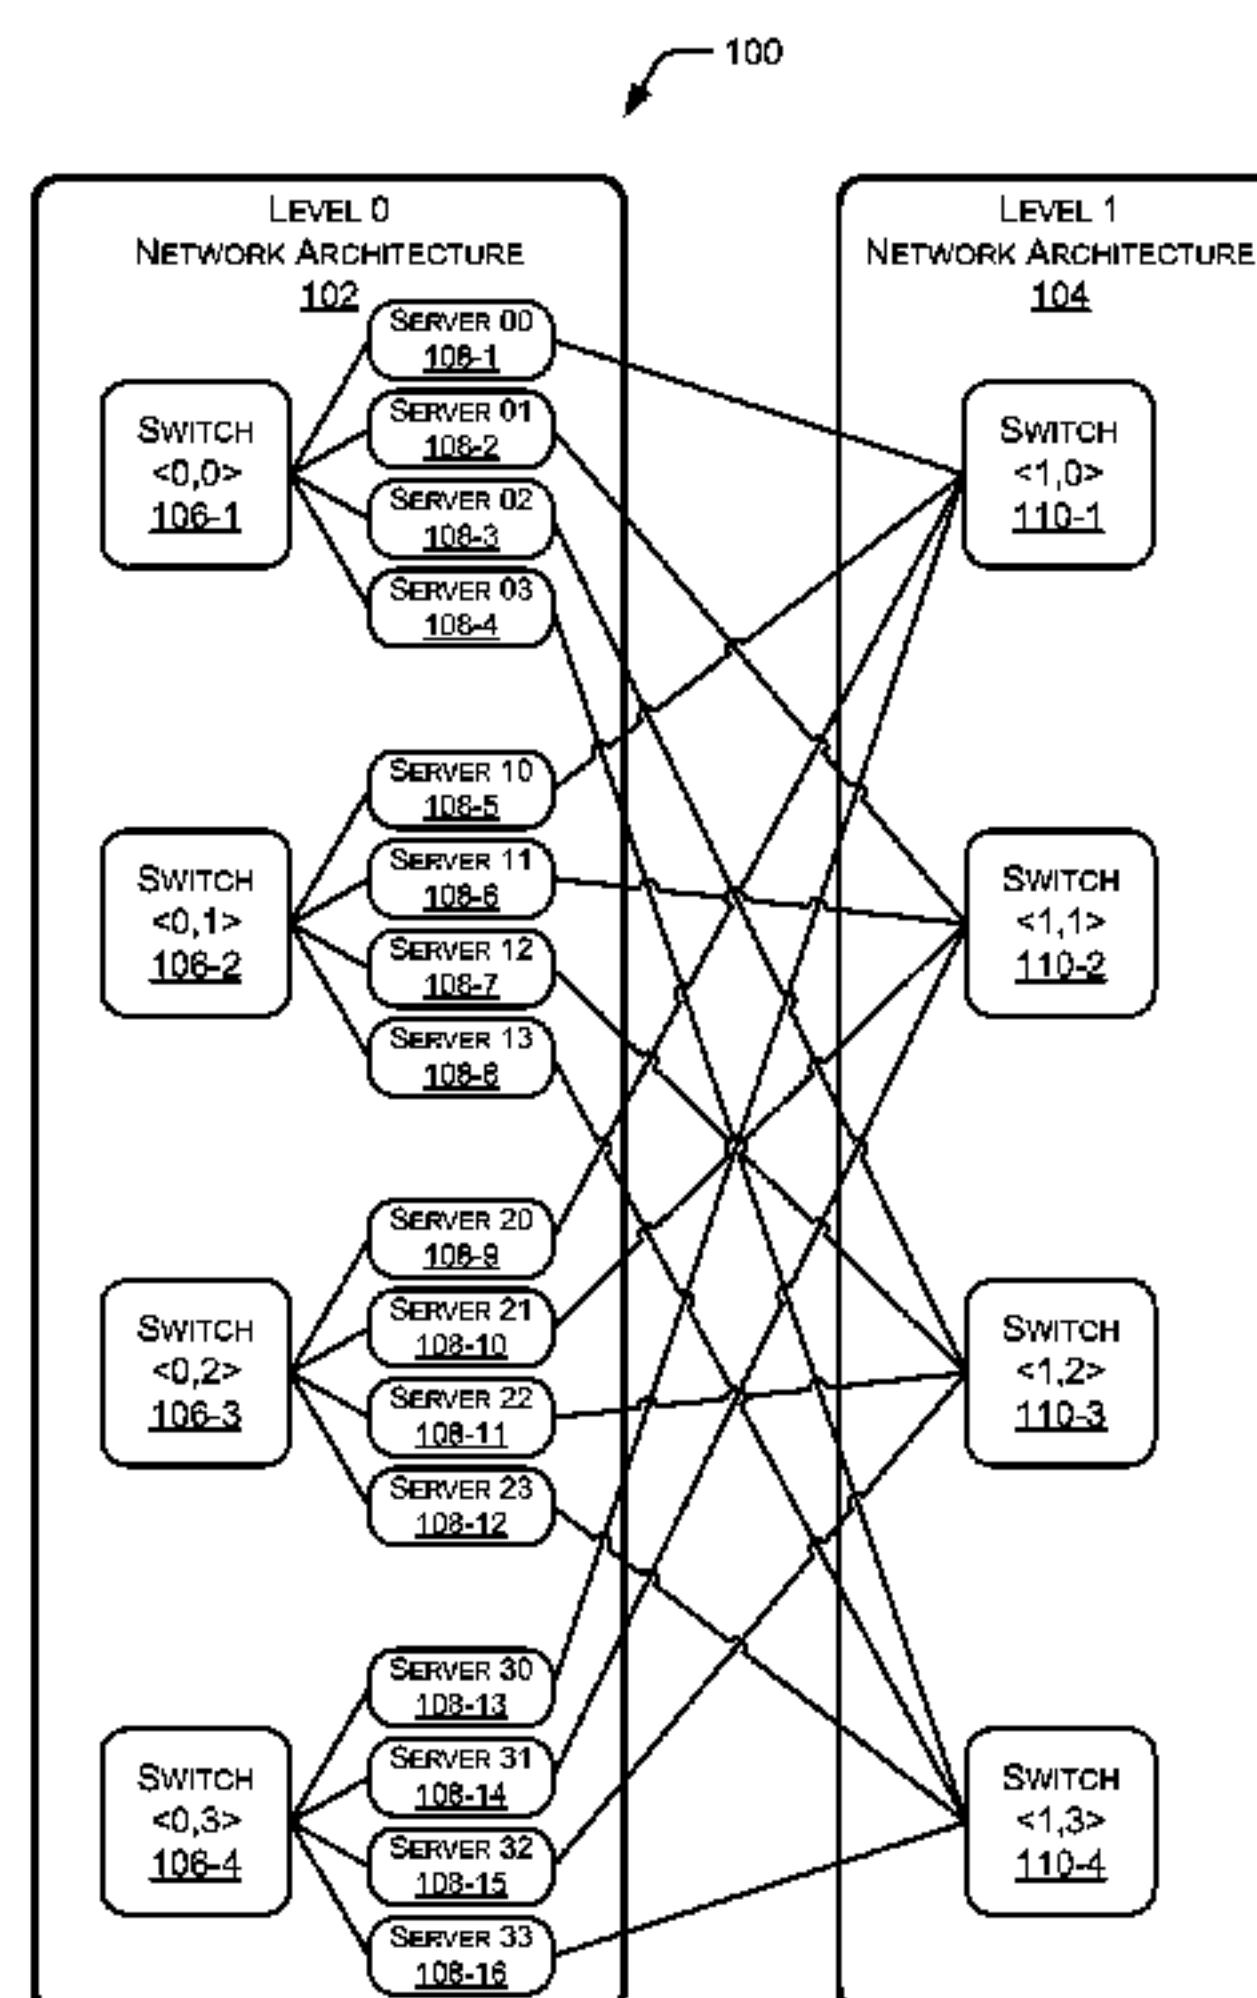 100
LEVEL 0
NETWORK ARCHITECTURE
102
LEVEL 1
NETWORK ARCHITECTURE
104
SWITCH
<0,0>
106-1
SERVER 00
108-1
SERVER 01
108-2
SERVER 02
108-3
SERVER 03
108-4
SWITCH
<1,0>
110-1
SWITCH
<0,1>
106-2
SERVER 10
108-5
SERVER 11
108-6
SERVER 12
108-7
SERVER 13
108-8
SWITCH
<1,1>
110-2
SWITCH
<0,2>
106-3
SERVER 20
108-9
SERVER 21
108-10
SERVER 22
108-11
SERVER 23
108-12
SWITCH
<1,2>
110-3
SWITCH
<0,3>
106-4
SERVER 30
108-13
SERVER 31
108-14
SERVER 32
108-15
SERVER 33
108-16
SWITCH
<1,3>
110-4